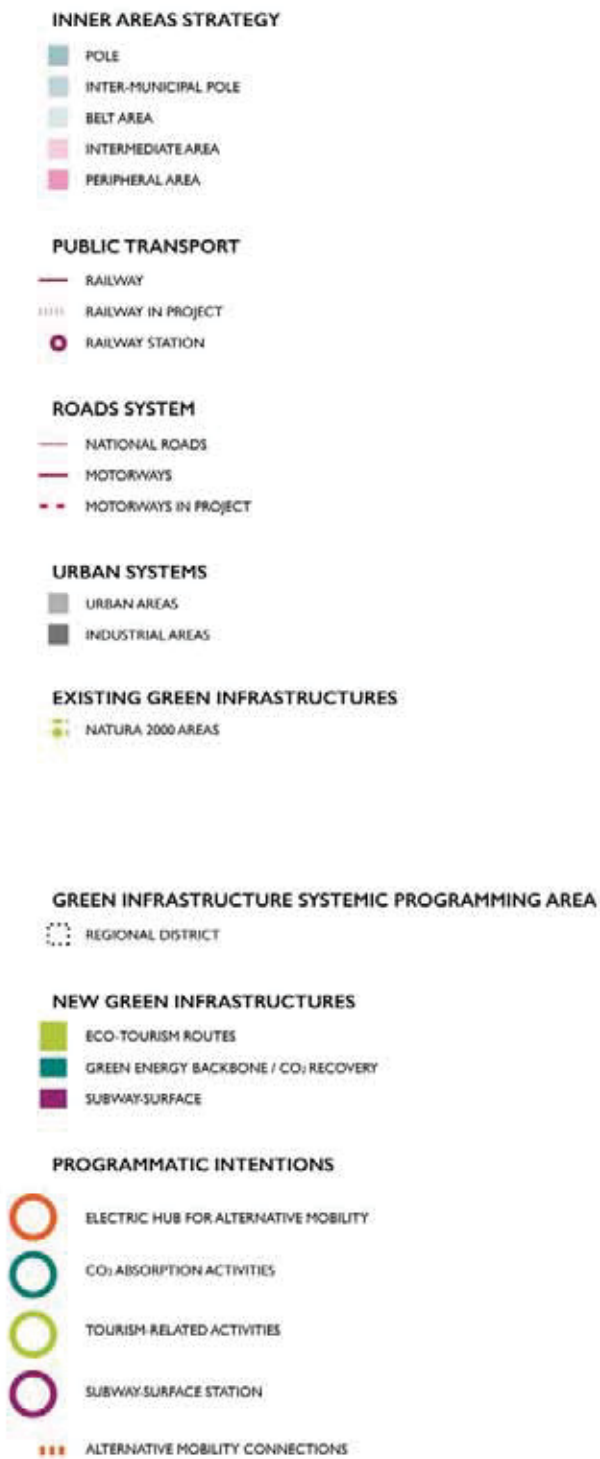 INNER AREAS STRATEGY
POLE
INTER-MUNICIPAL POLE
BELT AREA
INTERMEDIATE AREA
PERIPHERAL AREA
PUBLIC TRANSPORT
RAILWAY
RAILWAY IN PROJECT
RAILWAY STATION
ROADS SYSTEM
NATIONAL ROADS
MOTORWAYS
MOTORWAYS IN PROJECT
URBAN SYSTEMS
URBAN AREAS
INDUSTRIAL AREAS
EXISTING GREEN INFRASTRUCTURES
NATURA 2000 AREAS
GREEN INFRASTRUCTURE SYSTEMIC PROGRAMMING AREA
REGIONAL DISTRICT
NEW GREEN INFRASTRUCTURES
ECO-TOURISM ROUTES
GREEN ENERGY BACKBONE / CO₂ RECOVERY
SUBWAY-SURFACE
PROGRAMMATIC INTENTIONS
ELECTRIC HUB FOR ALTERNATIVE MOBILITY
CO₂ ABSORPTION ACTIVITIES
TOURISM-RELATED ACTIVITIES
SUBWAY-SURFACE STATION
ALTERNATIVE MOBILITY CONNECTIONS